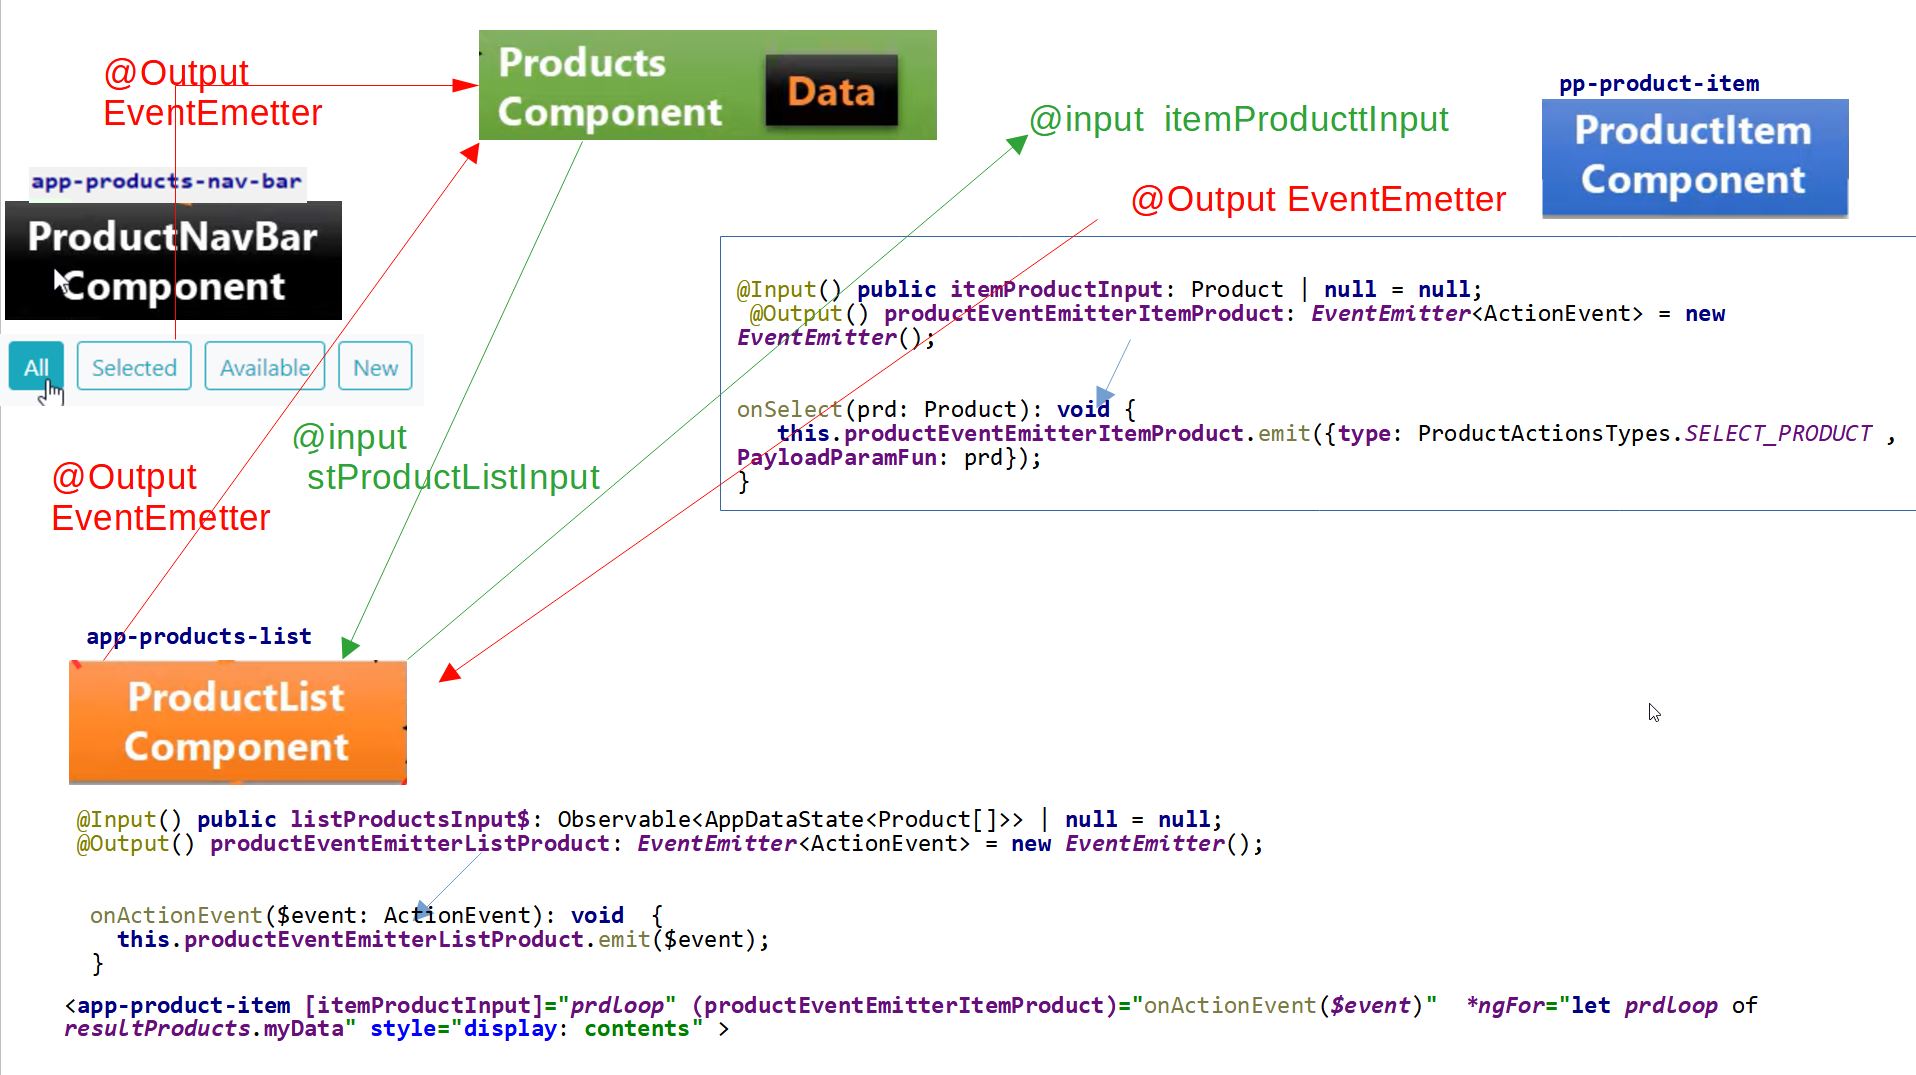 @Output
EventEmetter
Products
Component
Data
@input  itemProducttInput
pp-product-item
ProductItem
Component
@Output EventEmetter
app-products-nav-bar
ProductNavBar
Component
All
Selected
Available
New
@Input() public itemProductInput: Product | null = null;
@Output() productEventEmitterItemProduct: EventEmitter<ActionEvent> = new
EventEmitter();
onSelect(prd: Product): void {
this.productEventEmitterItemProduct.emit({type: ProductActionsTypes.SELECT_PRODUCT ,
PayloadParamFun: prd});
}
@input
stProductListInput
@Output
EventEmetter
app-products-list
ProductList
Component
@Input() public listProductsInput$: Observable<AppDataState<Product[]>> | null = null;
@Output() productEventEmitterListProduct: EventEmitter<ActionEvent> = new EventEmitter();
onActionEvent($event: ActionEvent): void  {
this.productEventEmitterListProduct.emit($event);
}
<app-product-item [itemProductInput]="prdloop" (productEventEmitterItemProduct)="onActionEvent($event)"  *ngFor="let prdloop of
resultProducts.myData" style="display: contents" >